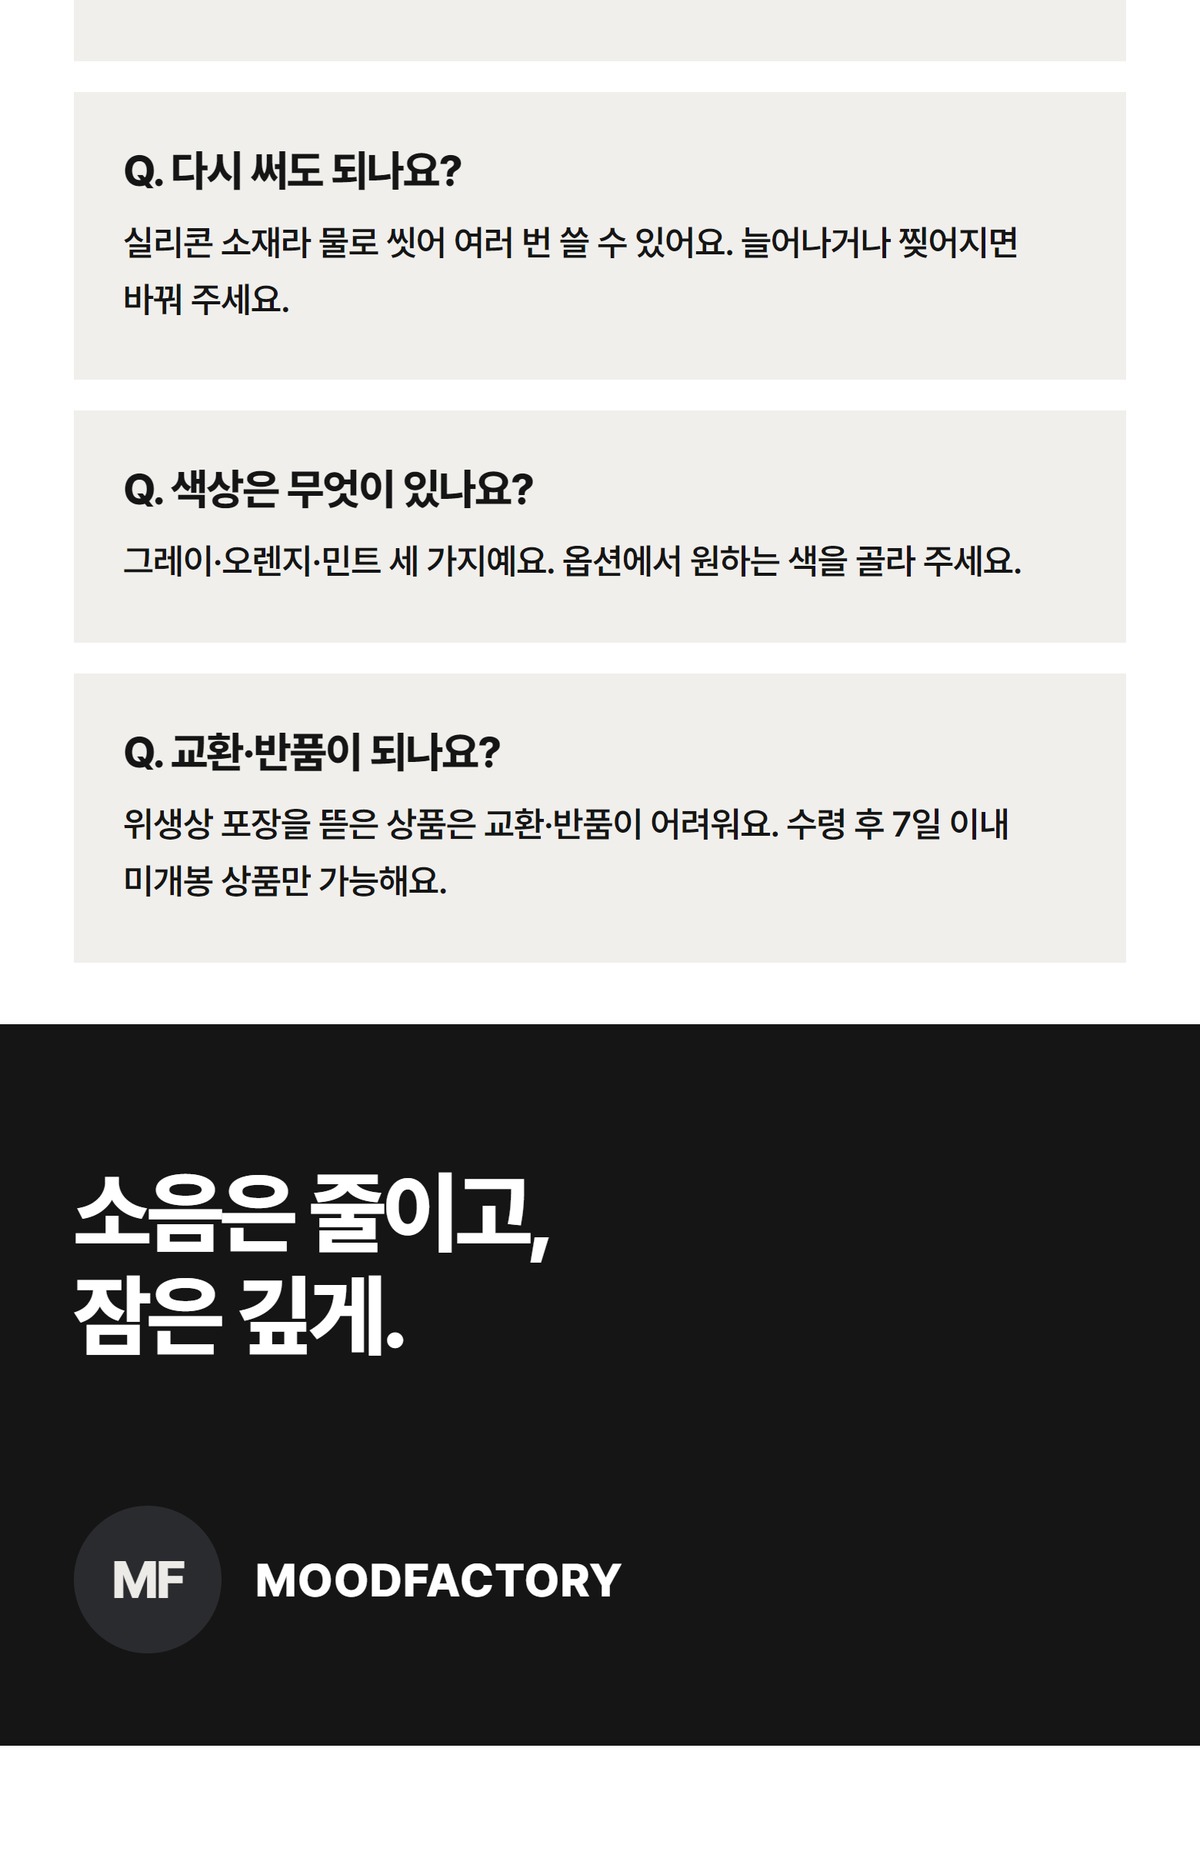 Q. 다시 써도 되나요?
실리콘 소재라 물로 씻어 여러 번 쓸 수 있어요. 늘어나거나 찢어지면
바꿔 주세요.
Q. 색상은 무엇이 있나요?
그레이·오렌지·민트 세 가지예요. 옵션에서 원하는 색을 골라 주세요.
Q. 교환·반품이 되나요?
위생상 포장을 뜯은 상품은 교환·반품이 어려워요. 수령 후 7일 이내
미개봉 상품만 가능해요.
소음은 줄이고,
잠은 깊게.
MF MOODFACTORY